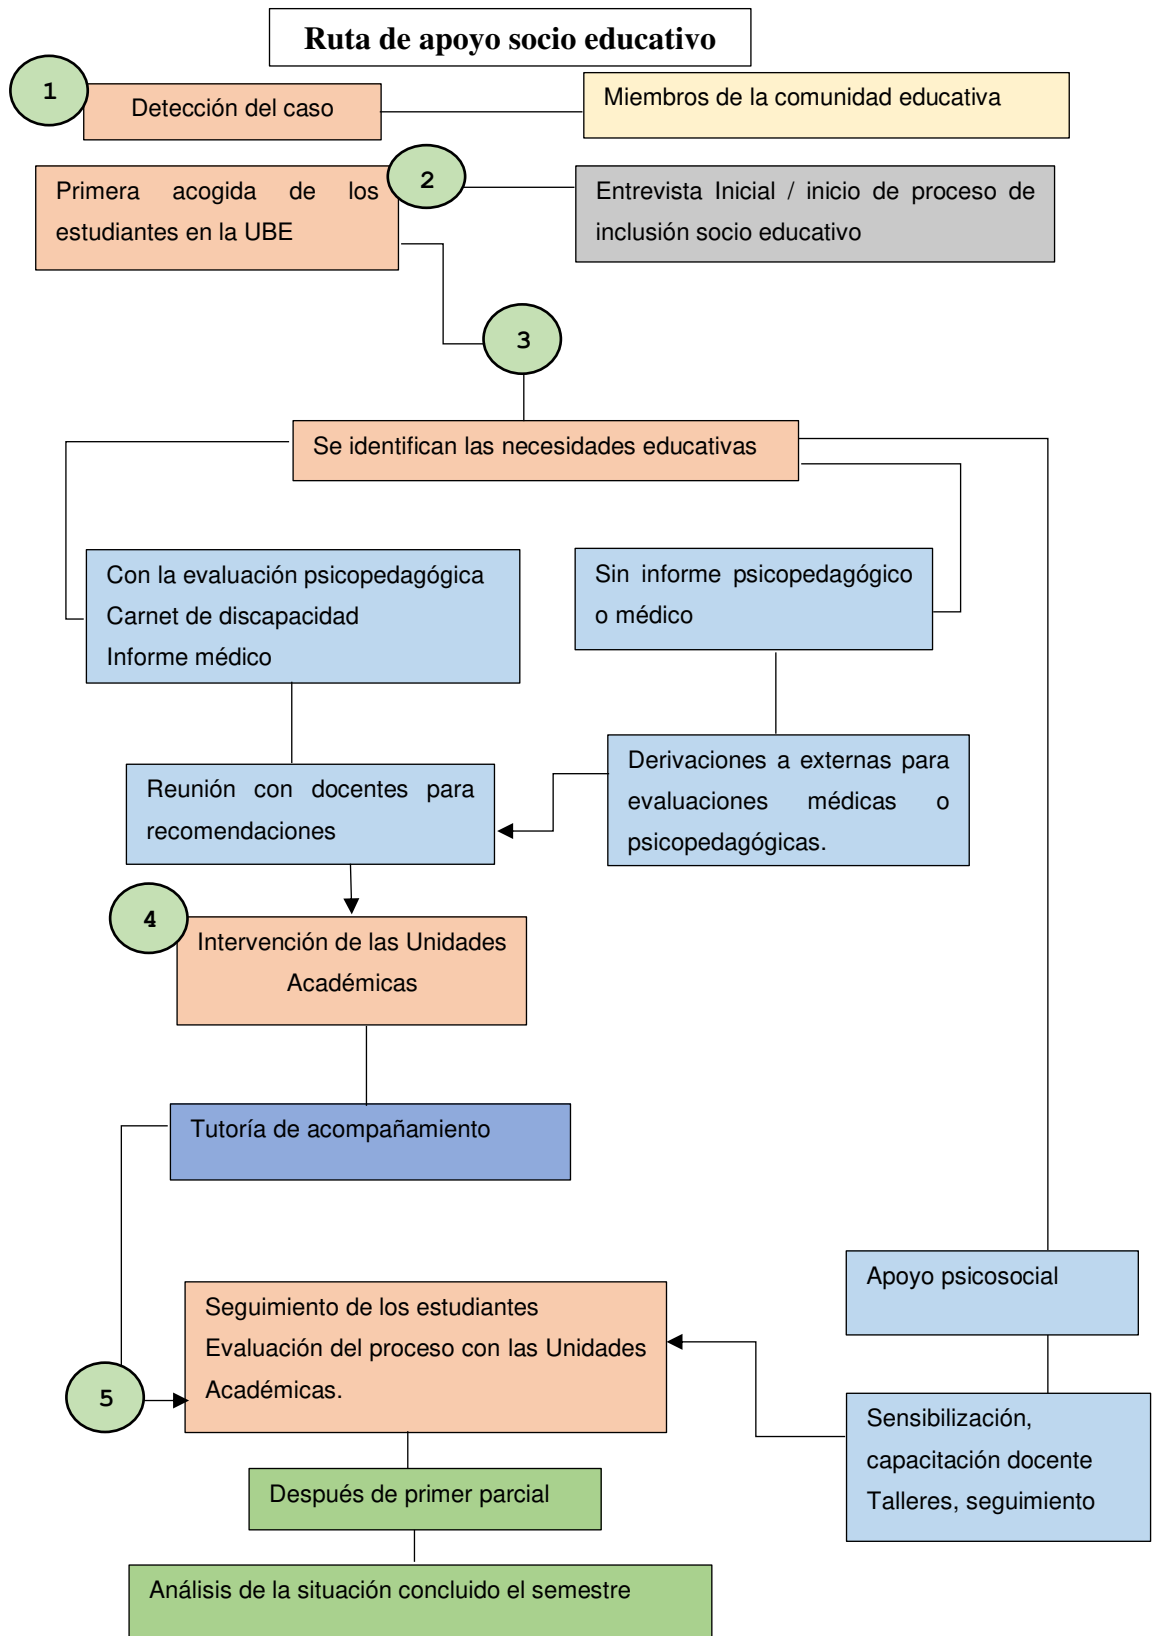 Ruta de apoyo socio educativo
1
Detección del caso
Miembros de la comunidad educativa
Primera acogida de los
estudiantes en la UBE
2
Entrevista Inicial / inicio de proceso de
inclusión socio educativo
3
Se identifican las necesidades educativas
Con la evaluación psicopedagógica
Carnet de discapacidad
Informe médico
Sin informe psicopedagógico
o médico
Reunión con docentes para
recomendaciones
Derivaciones a externas para
evaluaciones médicas o
psicopedagógicas.
4
Intervención de las Unidades
Académicas
Tutoría de acompañamiento
Apoyo psicosocial
Seguimiento de los estudiantes
Evaluación del proceso con las Unidades
Académicas.
5
Sensibilización,
capacitación docente
Talleres, seguimiento
Después de primer parcial
Análisis de la situación concluido el semestre